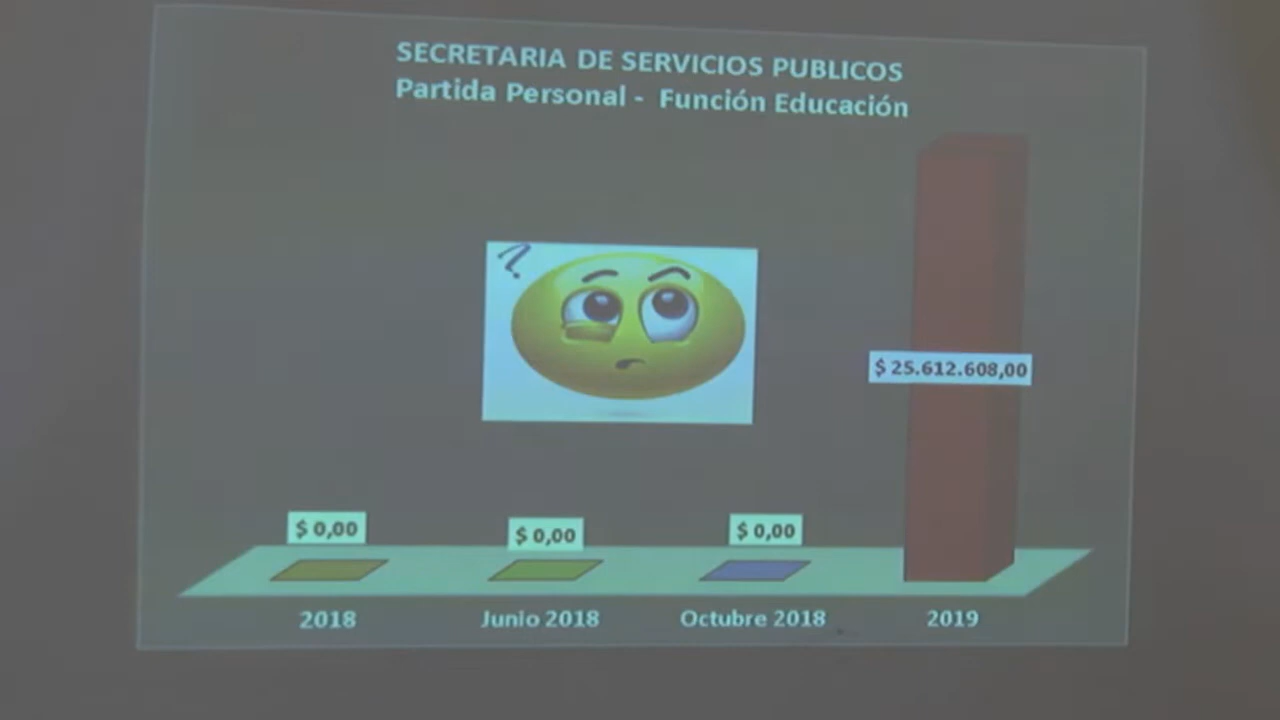 SECRETARIA DE SERVICIOS PUBLICOS
Partida Personal - Función Educación
?
$ 25.612.608,00
$ 0,00
$ 0,00
$ 0,00
2018
Junio 2018
Octubre 2018
2019